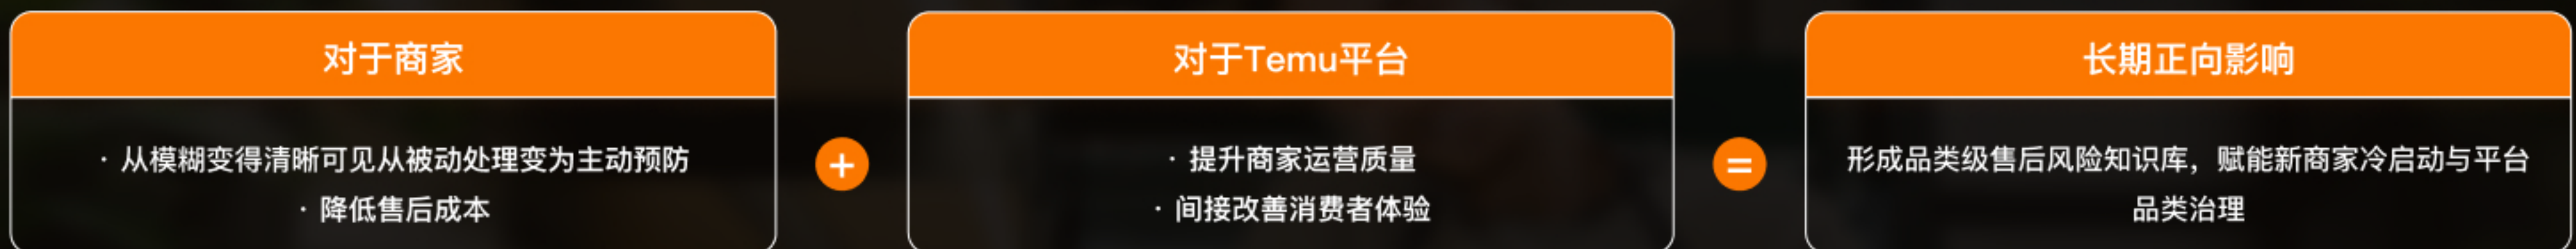 对于商家
· 从模糊变得清晰可见从被动处理变为主动预防
· 降低售后成本
+
对于Temu平台
· 提升商家运营质量
· 间接改善消费者体验
=
长期正向影响
形成品类级售后风险知识库，赋能新商家冷启动与平台
品类治理